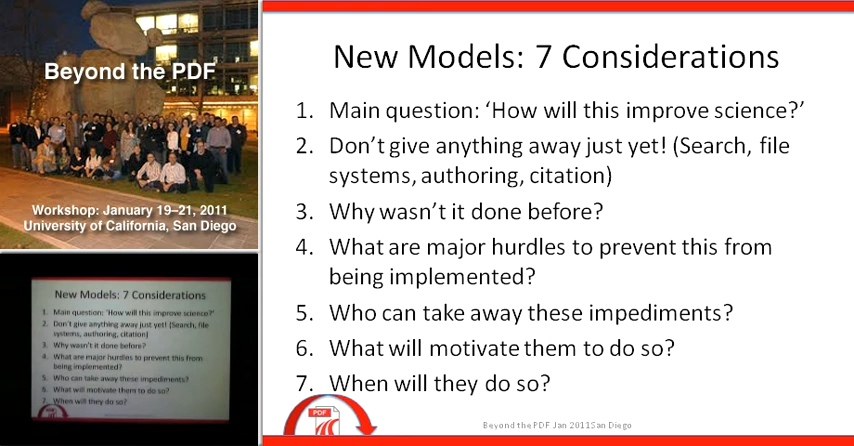 Beyond the PDF
Workshop: January 19–21, 2011
University of California, San Diego
New Models: 7 Considerations
1. Main question: ‘How will this improve science?’
2. Don’t give anything away just yet! (Search, file
systems, authoring, citation)
3. Why wasn’t it done before?
4. What are major hurdles to prevent this from
being implemented?
5. Who can take away these impediments?
6. What will motivate them to do so?
7. When will they do so?
New Models: 7 Considerations
1. Main question: ‘How will this improve science?’
2. Don’t give anything away just yet! (Search, file
systems, authoring, citation)
3. Why wasn’t it done before?
4. What are major hurdles to prevent this from
being implemented?
5. Who can take away these impediments?
6. What will motivate them to do so?
7. When will they do so?
PDF
Beyond the PDF Jan 2011San Diego